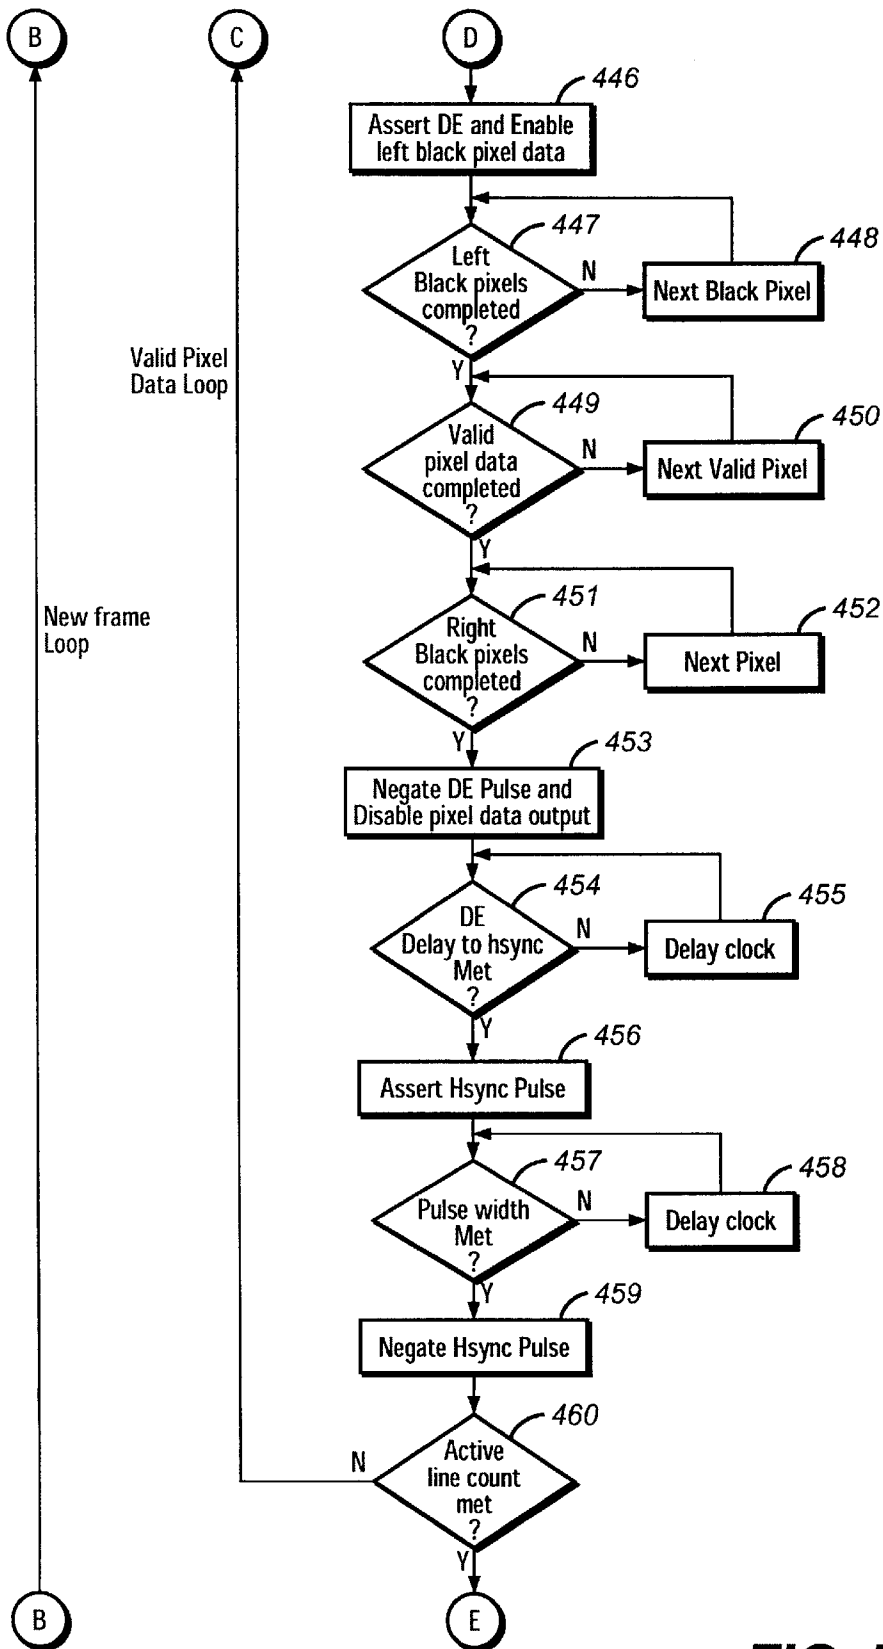 B
C
D
446
Assert DE and Enable
left black pixel data
447
Left
Black pixels
completed
?
N
448
Next Black Pixel
Y
Valid Pixel
Data Loop
449
Valid
pixel data
completed
?
N
450
Next Valid Pixel
Y
New frame
Loop
451
Right
Black pixels
completed
?
N
452
Next Pixel
Y
453
Negate DE Pulse and
Disable pixel data output
454
DE
Delay to hsync
Met
?
N
455
Delay clock
Y
456
Assert Hsync Pulse
457
Pulse width
Met
?
N
458
Delay clock
Y
459
Negate Hsync Pulse
460
Active
line count
met
?
N
Y
B
E